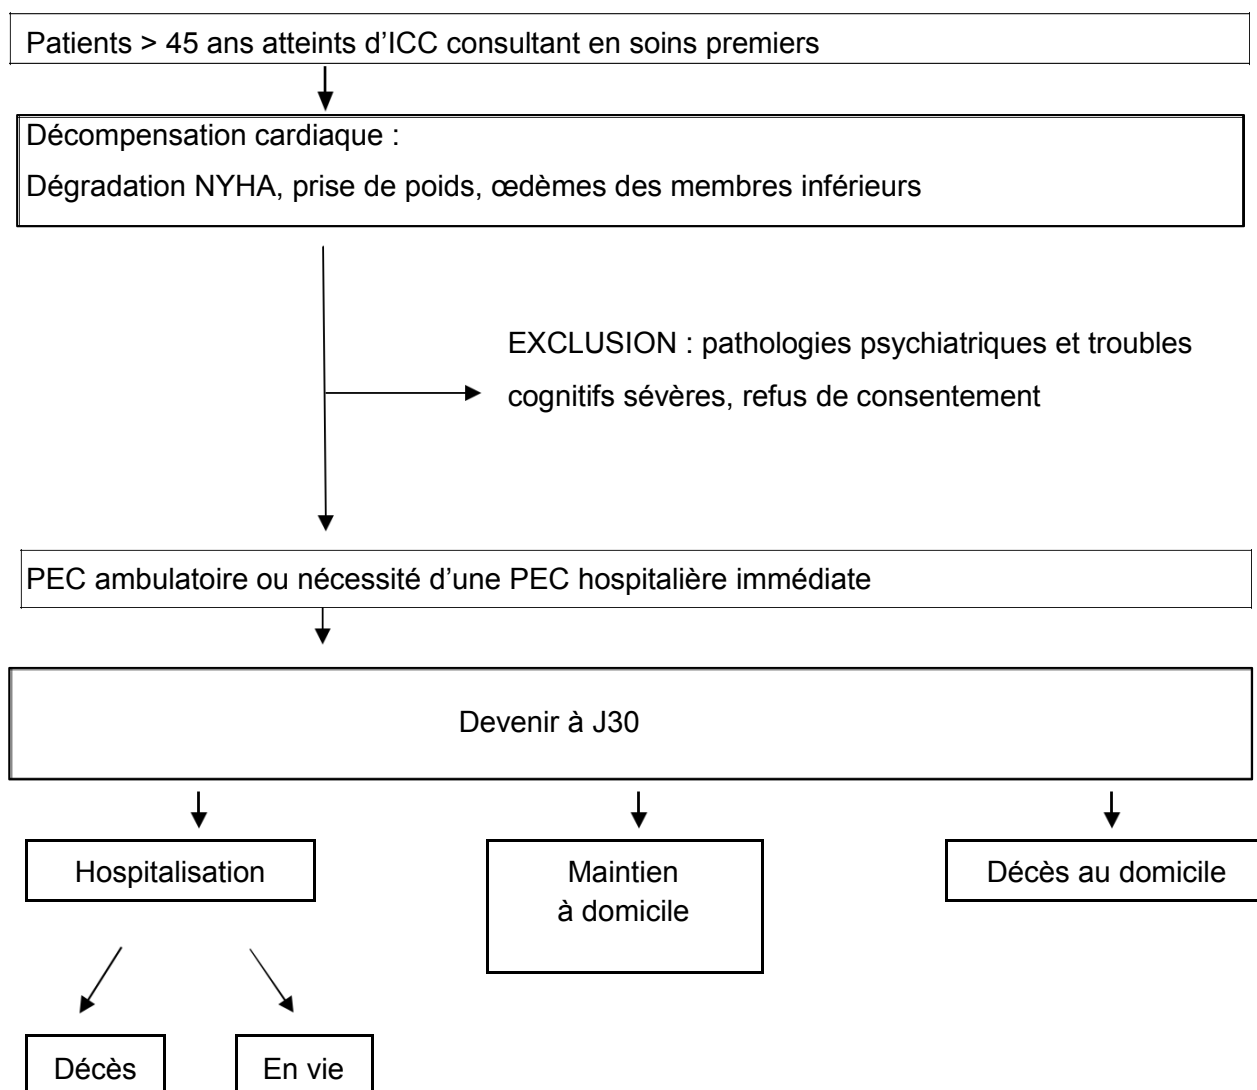 Patients > 45 ans atteints d’ICC consultant en soins premiers
Décompensation cardiaque :
Dégradation NYHA, prise de poids, œdèmes des membres inférieurs
EXCLUSION : pathologies psychiatriques et troubles
cognitifs sévères, refus de consentement
PEC ambulatoire ou nécessité d’une PEC hospitalière immédiate
Devenir à J30
Hospitalisation
Maintien
à domicile
Décès au domicile
Décès
En vie